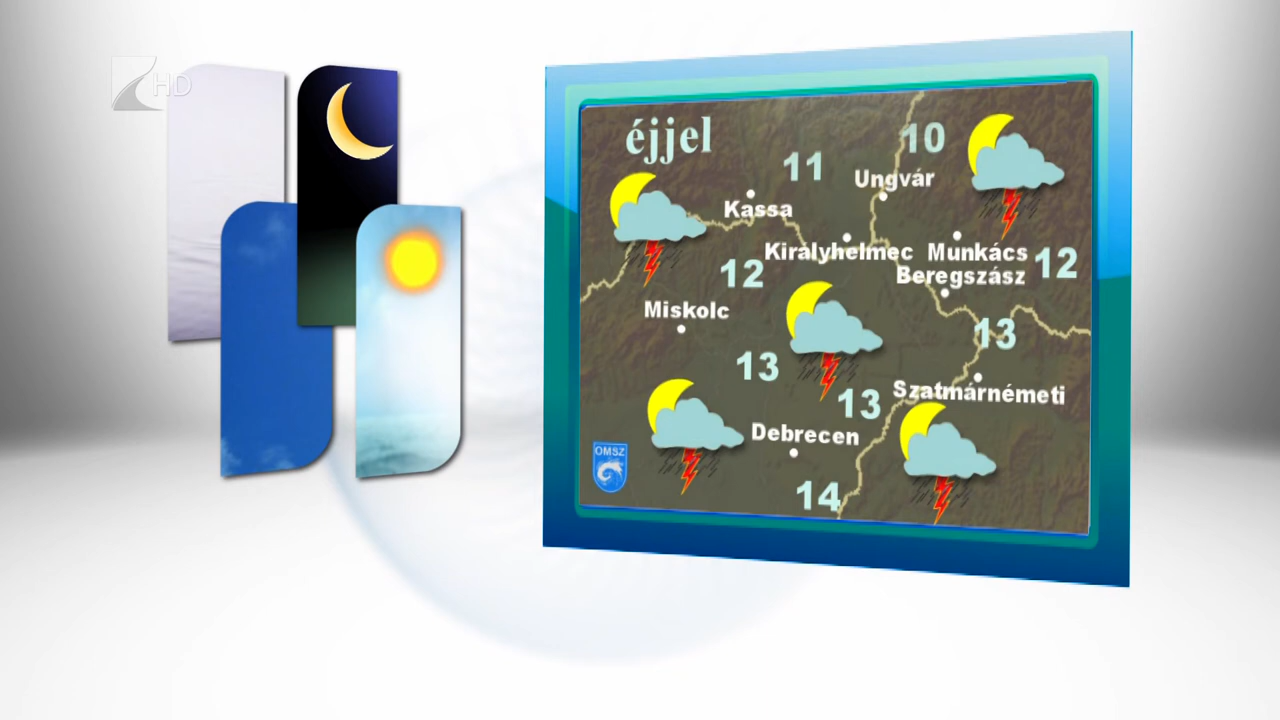 HD
éjjel
10
11
Ungvár
Kassa
Királyhelmec
Munkács
12
Beregszász
12
Miskolc
13
13
13
Szatmárnémeti
Debrecen
OMSZ
14